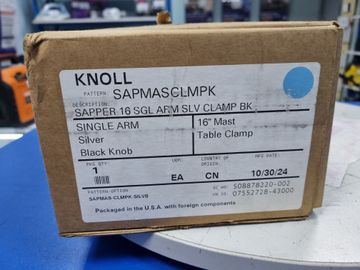 KNOLL
PATTERN: SAPMASCLMPK
DESCRIPTION:
SAPPER 16 SGL ARM SLV CLAMP BK
SINGLE ARM 16" Mast
Silver Table Clamp
Black Knob
PKG QTY UOM: COUNTRY OF ORIGIN: MFG DATE:
1 EA CN 10/30/24
PATTERN-OPTION
SAPMAS-CLMPK-SILVB
SO8878220-002
07552728-43000
Packaged in the U.S.A. with foreign components.